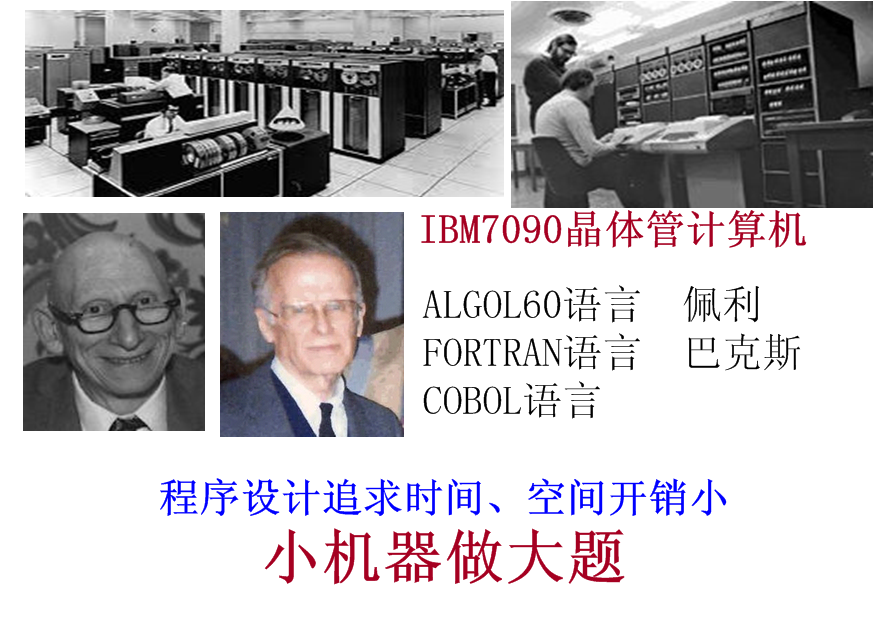 IBM7090晶体管计算机
ALGOL60语言 佩利
FORTRAN语言 巴克斯
COBOL语言
程序设计追求时间、空间开销小
小机器做大题